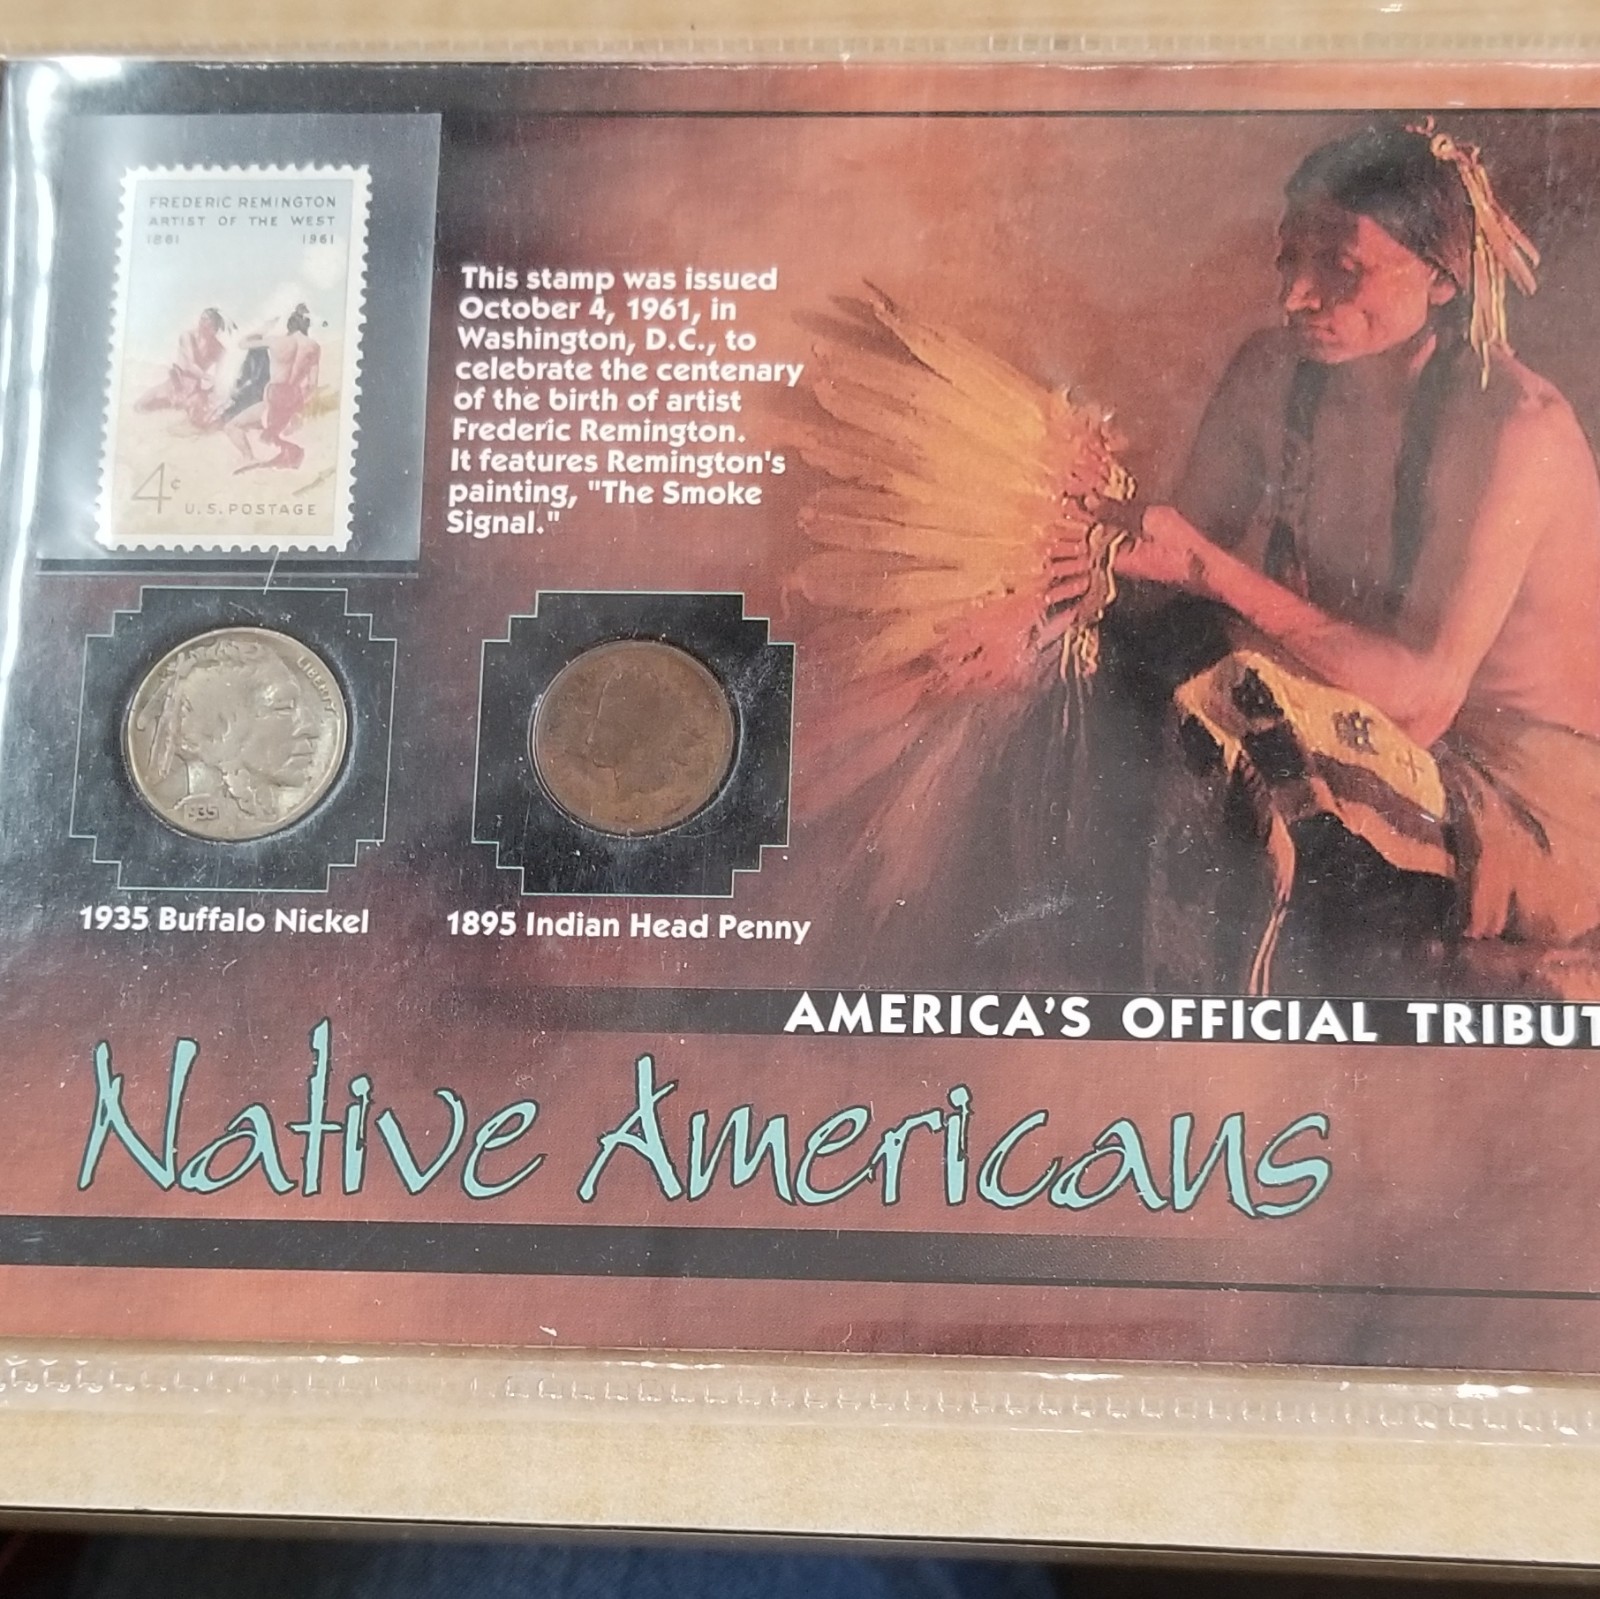 FREDERIC REMINGTON
ARTIST OF THE WEST
1861 1961
4¢ U.S. POSTAGE
This stamp was issued
October 4, 1961, in
Washington, D.C., to
celebrate the centenary
of the birth of artist
Frederic Remington.
It features Remington's
painting, "The Smoke
Signal."
LIBERTY
1935
1935 Buffalo Nickel
1895 Indian Head Penny
AMERICA'S OFFICIAL TRIBUT
Native Americans